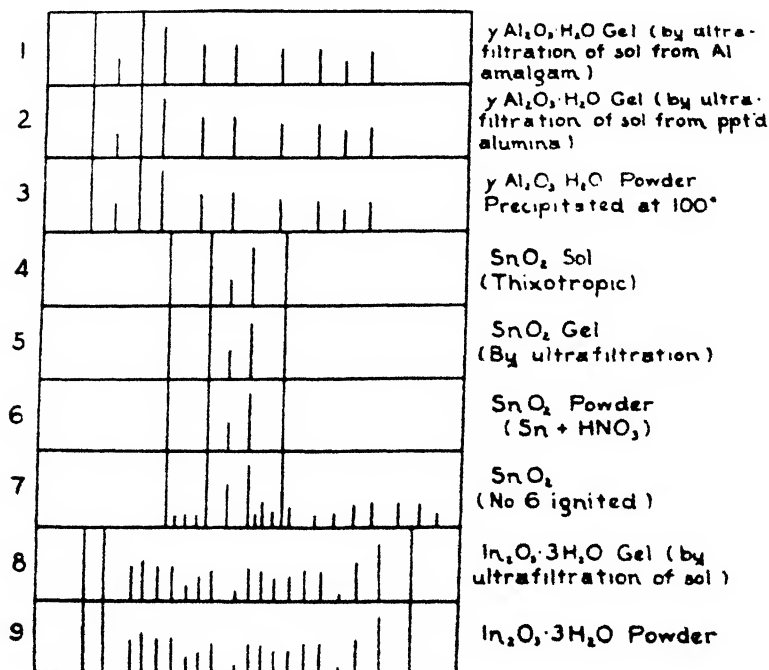 1
γ Al₂O₃·H₂O Gel (by ultra-
filtration of sol from Al
amalgam)
2
γ Al₂O₃·H₂O Gel (by ultra-
filtration of sol from ppt'd
alumina)
3
γ Al₂O₃ H₂O Powder
Precipitated at 100°
4
SnO₂ Sol
(Thixotropic)
5
SnO₂ Gel
(By ultrafiltration)
6
SnO₂ Powder
(Sn + HNO₃)
7
SnO₂
(No 6 ignited)
8
In₂O₃·3H₂O Gel (by
ultrafiltration of sol)
9
In₂O₃·3H₂O Powder